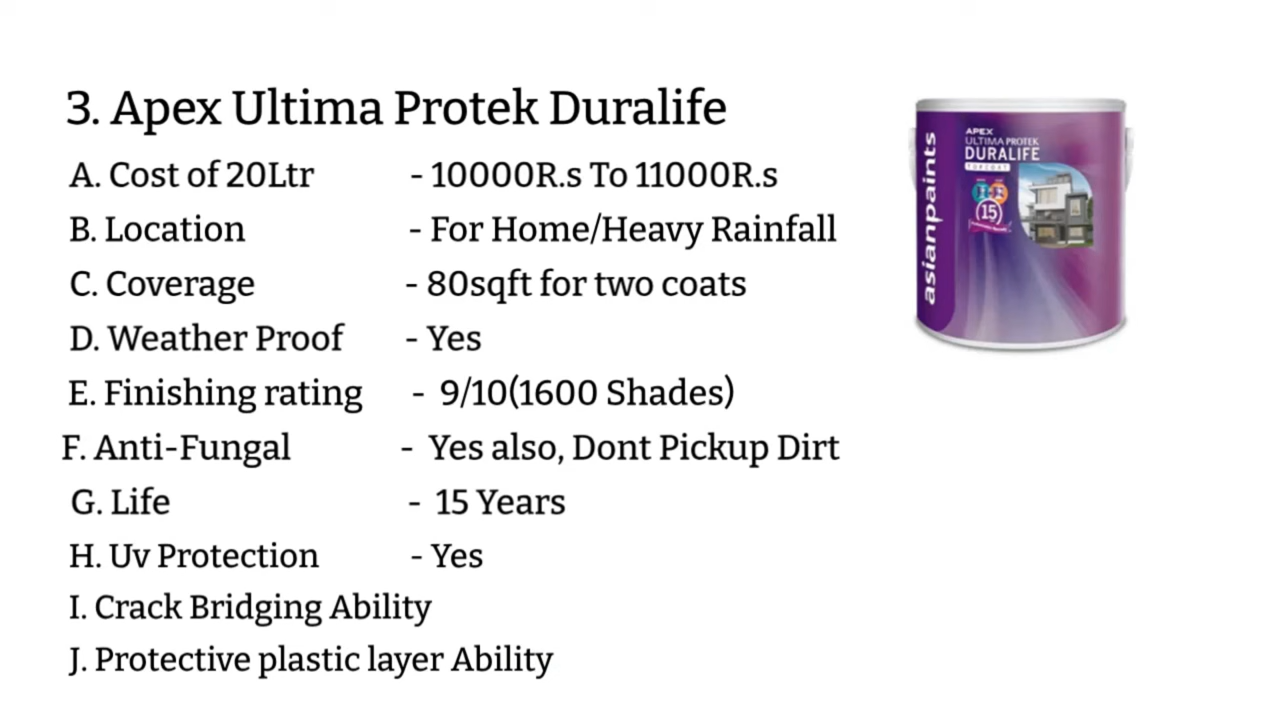 3. Apex Ultima Protek Duralife
A. Cost of 20Ltr - 10000R.s To 11000R.s
B. Location - For Home/Heavy Rainfall
C. Coverage - 80sqft for two coats
D. Weather Proof - Yes
E. Finishing rating - 9/10(1600 Shades)
F. Anti-Fungal - Yes also, Dont Pickup Dirt
G. Life - 15 Years
H. Uv Protection - Yes
I. Crack Bridging Ability
J. Protective plastic layer Ability
asianpaints
APEX
ULTIMA PROTEK
DURALIFE
TOPCOAT
15